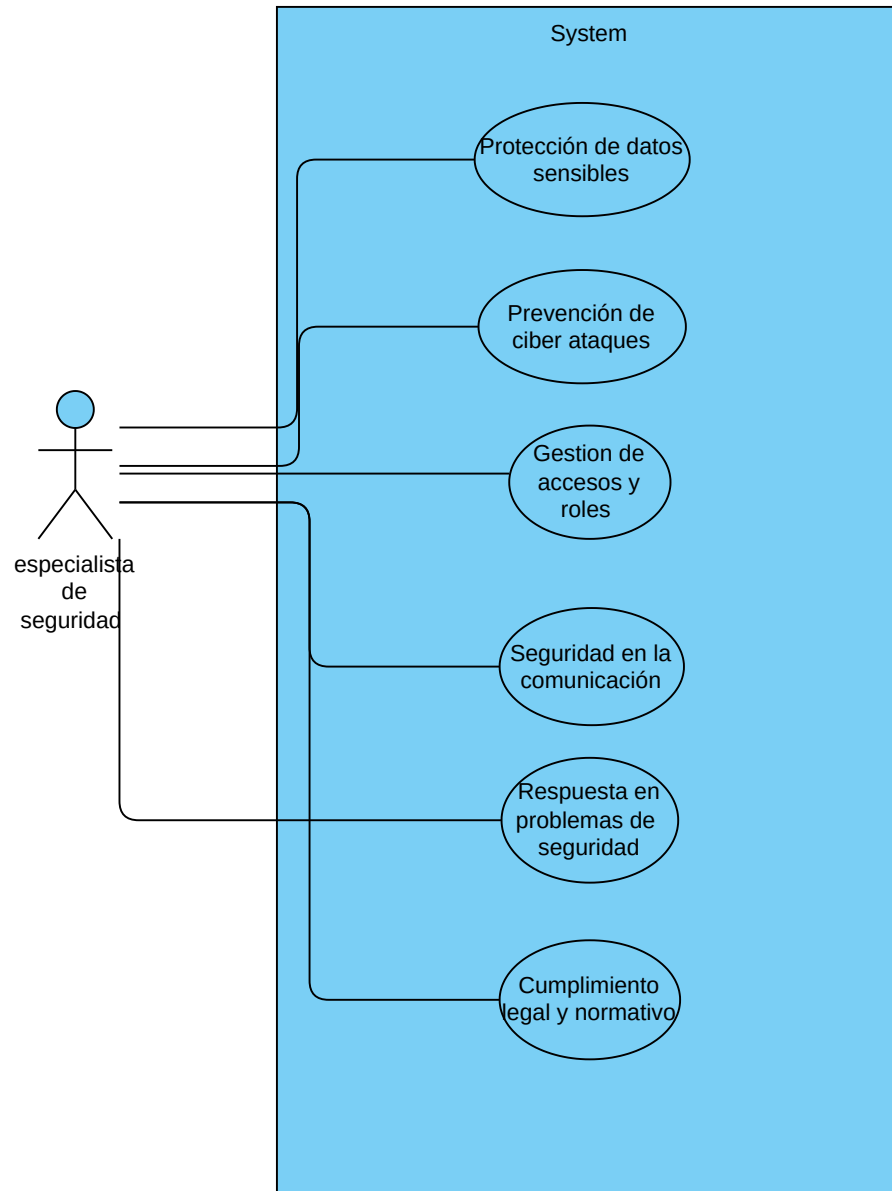 System
Protección de datos
sensibles
Prevención de
ciber ataques
Gestion de
accesos y
roles
especialista
de
seguridad
Seguridad en la
comunicación
Respuesta en
problemas de
seguridad
Cumplimiento
legal y normativo